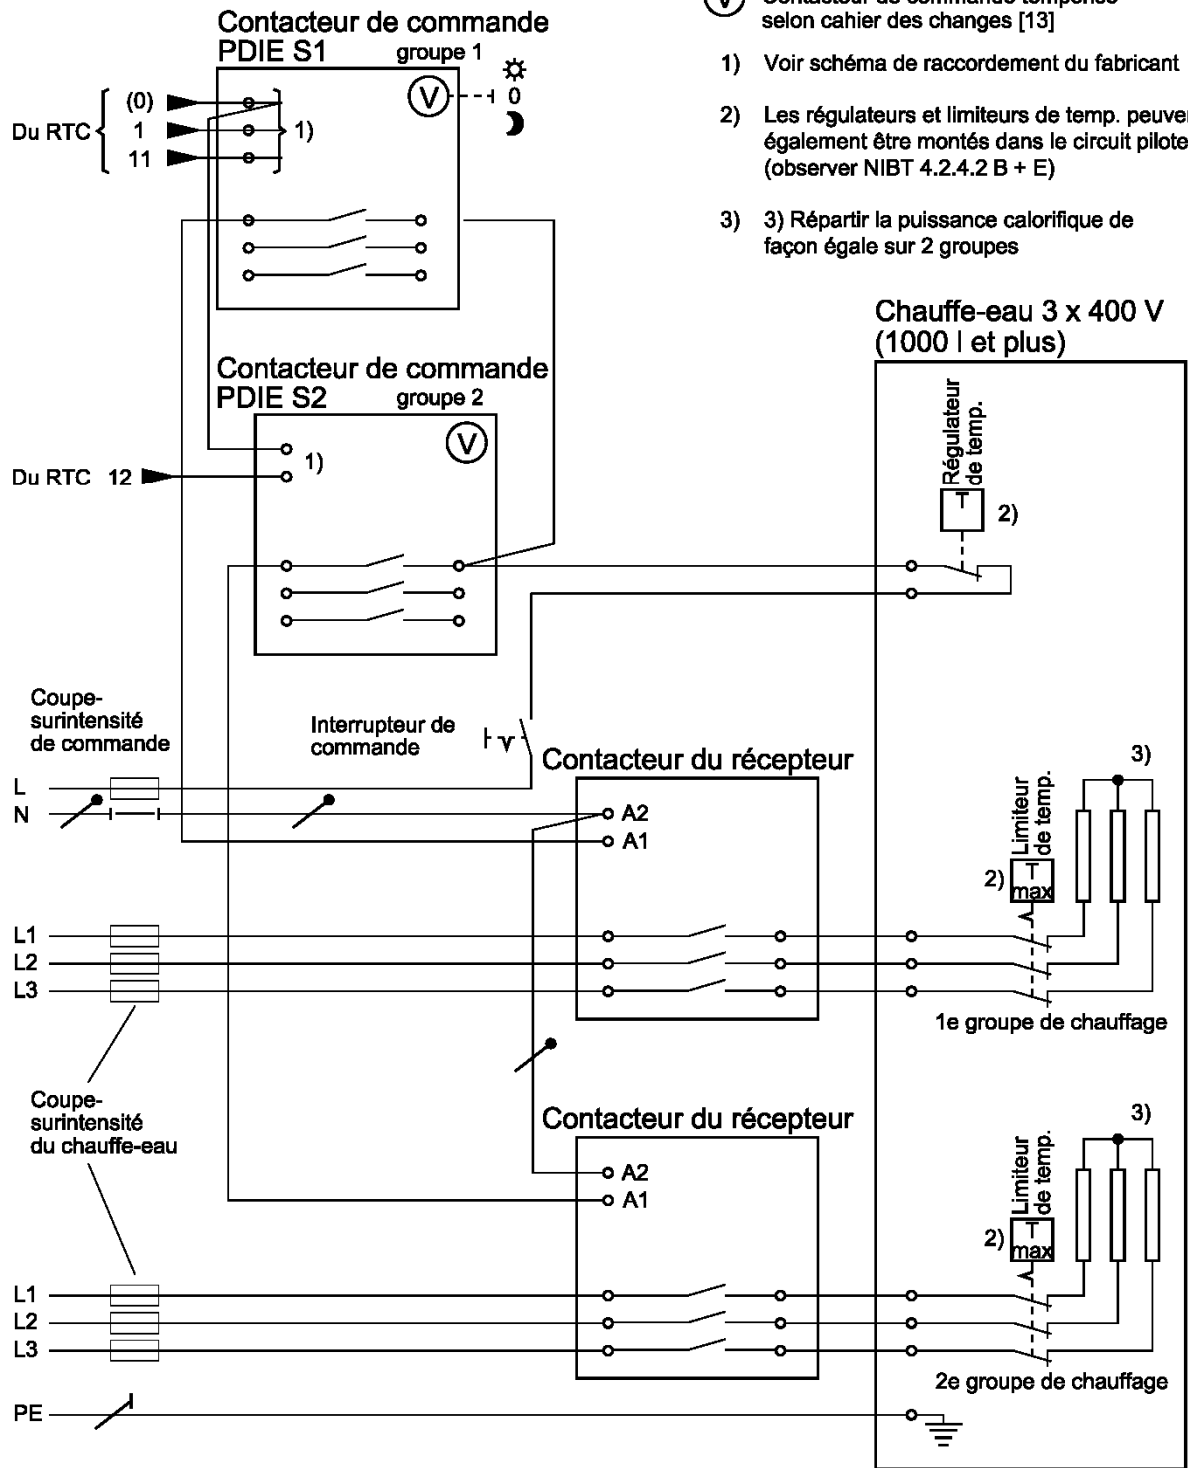 Contacteur de commande
PDIE S1 groupe 1
V
0
Du RTC
(0)
1
11
1)
V Contacteur de commande temporisé
selon cahier des changes [13]
1) Voir schéma de raccordement du fabricant
2) Les régulateurs et limiteurs de temp.
également être montés dans le circuit pilote
(observer NIBT 4.2.4.2 B + E)
3) 3) Répartir la puissance calorifique de
façon égale sur 2 groupes
Contacteur de commande
PDIE S2 groupe 2
V
1)
Du RTC 12
Chauffe-eau 3 x 400 V
(1000 l et plus)
Régulateur
de temp.
T
2)
Coupe-
surintensité
de commande
Interrupteur de
commande
L
N
Contacteur du récepteur
A2
A1
Limiteur
de temp.
T
max
2)
3)
L1
L2
L3
1e groupe de chauffage
Coupe-
surintensité
du chauffe-eau
Contacteur du récepteur
A2
A1
Limiteur
de temp.
T
max
2)
3)
L1
L2
L3
2e groupe de chauffage
PE